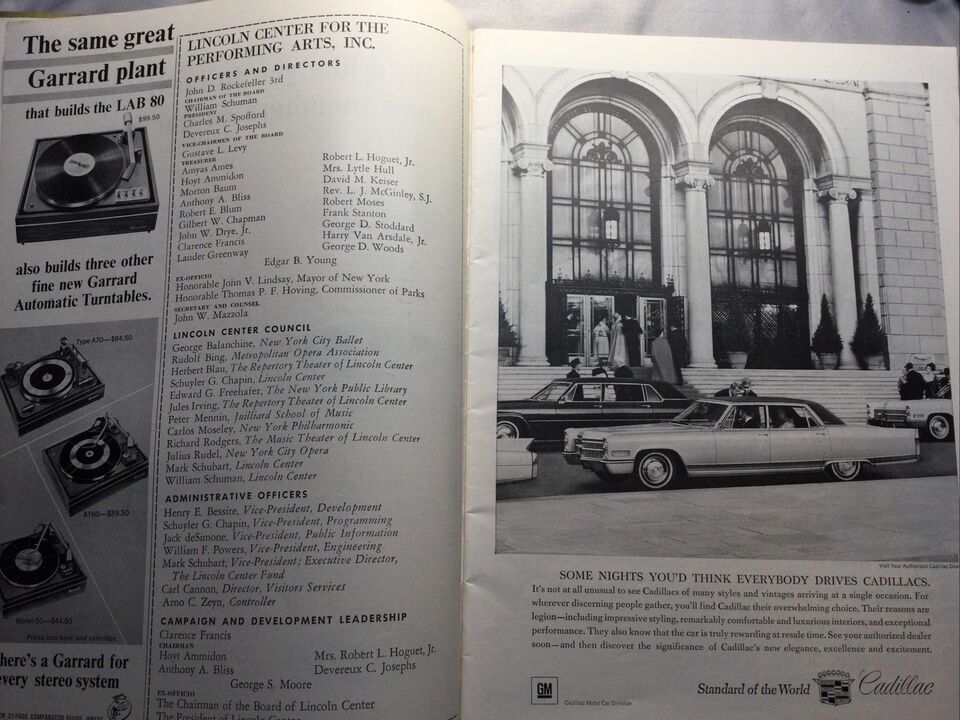 The same great
Garrard plant
that builds the LAB 80
$99.50
also builds three other
fine new Garrard
Automatic Turntables.
Type A70—$84.50
AT60—$59.50
Model 50—$44.50
Prices less base and cartridge
here's a Garrard for
every stereo system
LINCOLN CENTER FOR THE
PERFORMING ARTS, INC.
OFFICERS AND DIRECTORS
John D. Rockefeller 3rd
CHAIRMAN OF THE BOARD
William Schuman
PRESIDENT
Charles M. Spofford
Devereux C. Josephs
VICE-CHAIRMEN OF THE BOARD
Gustave L. Levy
TREASURER
Amyas Ames
Hoyt Ammidon
Morton Baum
Anthony A. Bliss
Robert E. Blum
Gilbert W. Chapman
John W. Drye, Jr.
Clarence Francis
Lauder Greenway
Robert L. Hoguet, Jr.
Mrs. Lytle Hull
David M. Keiser
Rev. L. J. McGinley, S.J.
Robert Moses
Frank Stanton
George D. Stoddard
Harry Van Arsdale, Jr.
George D. Woods
Edgar B. Young
EX-OFFICIO
Honorable John V. Lindsay, Mayor of New York
Honorable Thomas P. F. Hoving, Commissioner of Parks
SECRETARY AND COUNSEL
John W. Mazzola
LINCOLN CENTER COUNCIL
George Balanchine, New York City Ballet
Rudolf Bing, Metropolitan Opera Association
Herbert Blau, The Repertory Theater of Lincoln Center
Schuyler G. Chapin, Lincoln Center
Edward G. Freehafer, The New York Public Library
Jules Irving, The Repertory Theater of Lincoln Center
Peter Mennin, Juilliard School of Music
Carlos Moseley, New York Philharmonic
Richard Rodgers, The Music Theater of Lincoln Center
Julius Rudel, New York City Opera
Mark Schubart, Lincoln Center
William Schuman, Lincoln Center
ADMINISTRATIVE OFFICERS
Henry E. Bessire, Vice-President, Development
Schuyler G. Chapin, Vice-President, Programming
Jack deSimone, Vice-President, Public Information
William F. Powers, Vice-President, Engineering
Mark Schubart, Vice-President; Executive Director,
The Lincoln Center Fund
Carl Cannon, Director, Visitors Services
Arno C. Zeyn, Controller
CAMPAIGN AND DEVELOPMENT LEADERSHIP
Clarence Francis
CHAIRMAN
Hoyt Ammidon
Anthony A. Bliss
Mrs. Robert L. Hoguet, Jr.
Devereux C. Josephs
George S. Moore
EX-OFFICIO
The Chairman of the Board of Lincoln Center
The President of Lincoln Center
Visit Your Authorized Cadillac Deal
SOME NIGHTS YOU'D THINK EVERYBODY DRIVES CADILLACS.
It's not at all unusual to see Cadillacs of many styles and vintages arriving at a single occasion. For
wherever discerning people gather, you'll find Cadillac their overwhelming choice. Their reasons are
legion—including impressive styling, remarkably comfortable and luxurious interiors, and exceptional
performance. They also know that the car is truly rewarding at resale time. See your authorized dealer
soon—and then discover the significance of Cadillac's new elegance, excellence and excitement.
GM
Cadillac Motor Car Division
Standard of the World
Cadillac